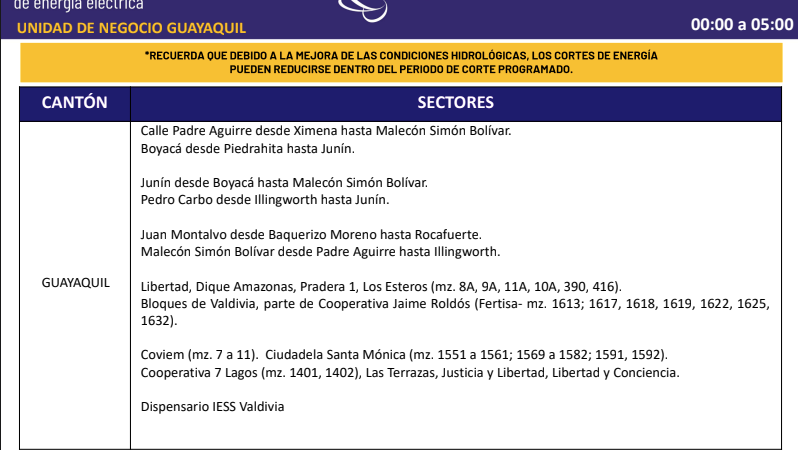 de energía eléctrica
UNIDAD DE NEGOCIO GUAYAQUIL
00:00 a 05:00
*RECUERDA QUE DEBIDO A LA MEJORA DE LAS CONDICIONES HIDROLÓGICAS, LOS CORTES DE ENERGÍA
PUEDEN REDUCIRSE DENTRO DEL PERIODO DE CORTE PROGRAMADO.
CANTÓN
SECTORES
GUAYAQUIL
Calle Padre Aguirre desde Ximena hasta Malecón Simón Bolívar.
Boyacá desde Piedrahita hasta Junín.
Junín desde Boyacá hasta Malecón Simón Bolívar.
Pedro Carbo desde Illingworth hasta Junín.
Juan Montalvo desde Baquerizo Moreno hasta Rocafuerte.
Malecón Simón Bolívar desde Padre Aguirre hasta Illingworth.
Libertad, Dique Amazonas, Pradera 1, Los Esteros (mz. 8A, 9A, 11A, 10A, 390, 416).
Bloques de Valdivia, parte de Cooperativa Jaime Roldós (Fertisa- mz. 1613; 1617, 1618, 1619, 1622, 1625,
1632).
Coviem (mz. 7 a 11). Ciudadela Santa Mónica (mz. 1551 a 1561; 1569 a 1582; 1591, 1592).
Cooperativa 7 Lagos (mz. 1401, 1402), Las Terrazas, Justicia y Libertad, Libertad y Conciencia.
Dispensario IESS Valdivia